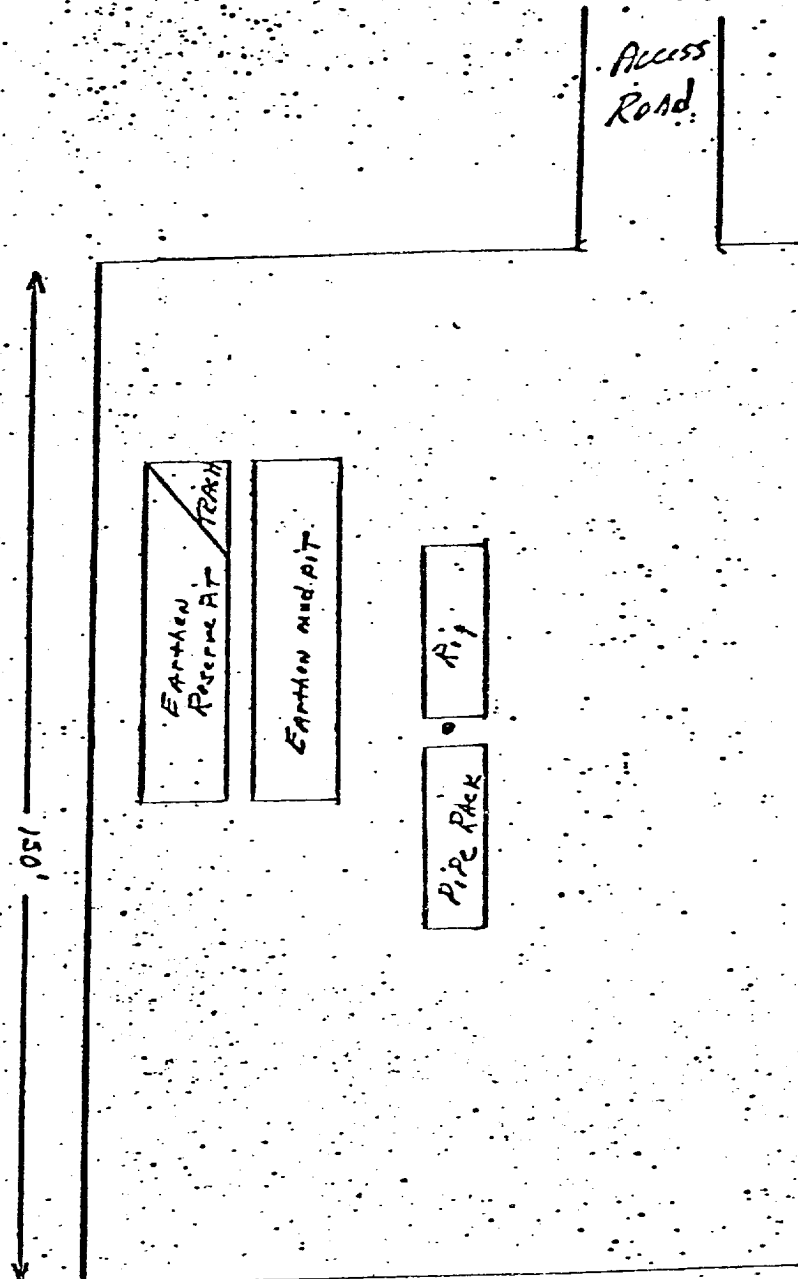 Access
Road
TRASH
EArthen
Reserve Pit
EArthen Mud pit
Rig
Pipe RAck
150'